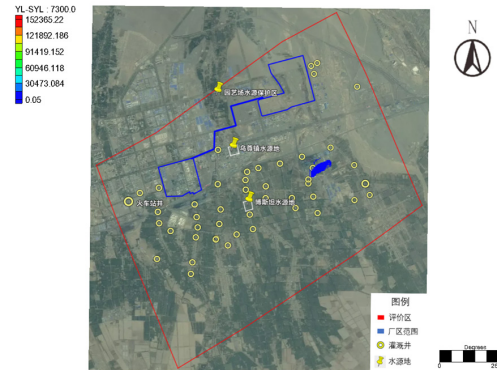 YL-SYL : 7300.0
152365.22
121892.186
91419.152
60946.118
30473.084
0.05
N
园艺场水源保护区
乌尊镇水源地
火车站井
博斯坦水源地
图例
评价区
厂区范围
灌溉井
水源地
Degrees
0